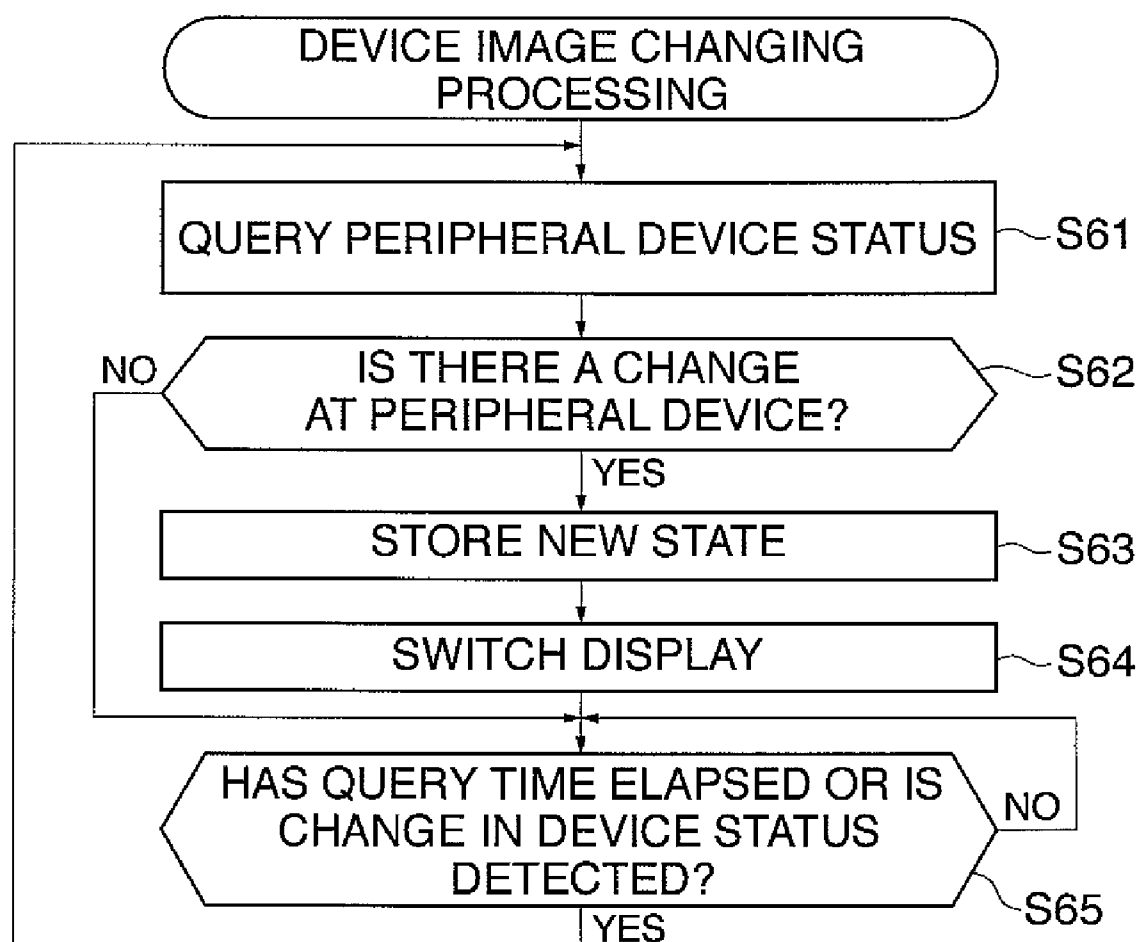 DEVICE IMAGE CHANGING
PROCESSING
QUERY PERIPHERAL DEVICE STATUS
S61
IS THERE A CHANGE
AT PERIPHERAL DEVICE?
S62
NO
YES
STORE NEW STATE
S63
SWITCH DISPLAY
S64
HAS QUERY TIME ELAPSED OR IS
CHANGE IN DEVICE STATUS
DETECTED?
NO
S65
YES